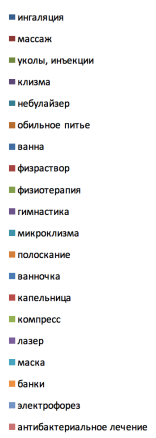 ингаляция
массаж
уколы, инъекции
клизма
небулайзер
обильное питье
ванна
физраствор
физиотерапия
гимнастика
микроклизма
полоскание
ванночка
капельница
компресс
лазер
маска
банки
электрофорез
антибактериальное лечение